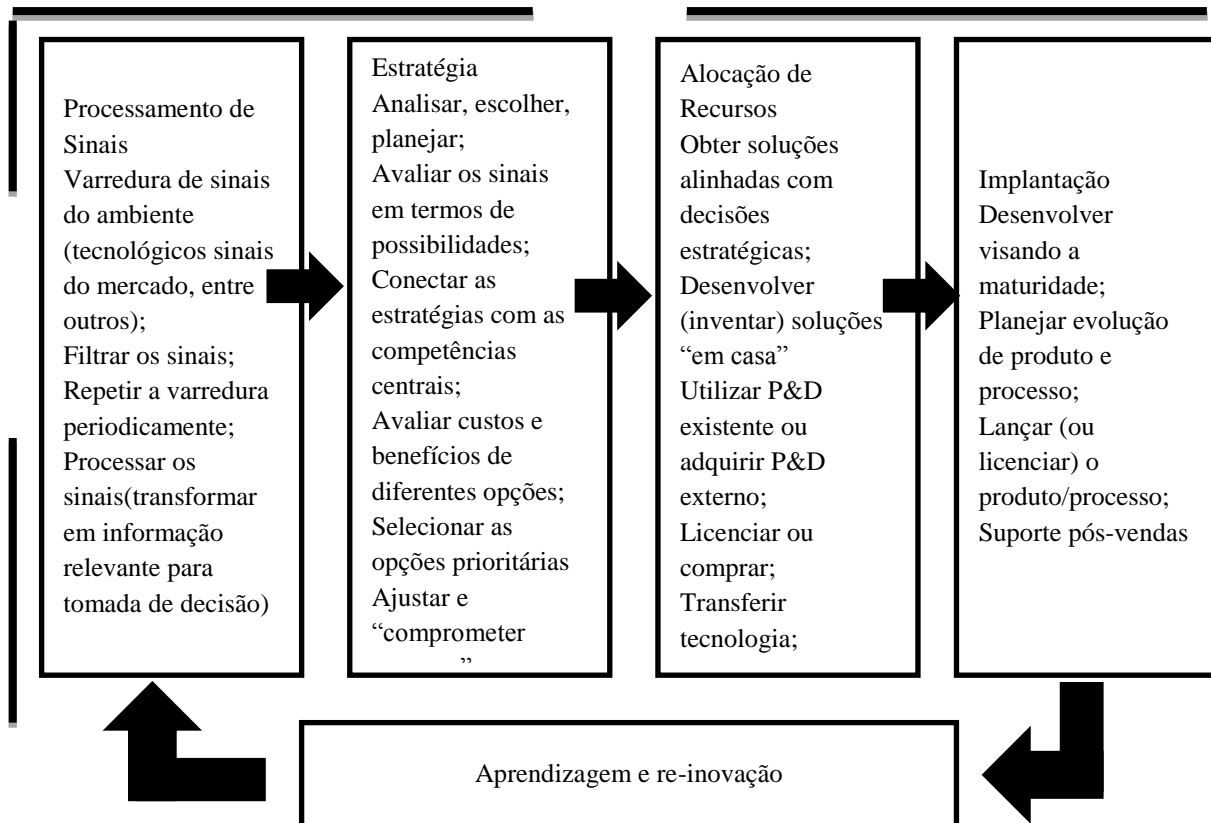 Processamento de
Sinais
Varredura de sinais
do ambiente
(tecnológicos sinais
do mercado, entre
outros);
Filtrar os sinais;
Repetir a varredura
periodicamente;
Processar os
sinais(transformar
em informação
relevante para
tomada de decisão)
Estratégia
Analisar, escolher,
planejar;
Avaliar os sinais
em termos de
possibilidades;
Conectar as
estratégias com as
competências
centrais;
Avaliar custos e
benefícios de
diferentes opções;
Selecionar as
opções prioritárias
Ajustar e
“comprometer
Alocação de
Recursos
Obter soluções
alinhadas com
decisões
estratégicas;
Desenvolver
(inventar) soluções
“em casa”
Utilizar P&D
existente ou
adquirir P&D
externo;
Licenciar ou
comprar;
Transferir
tecnologia;
Implantação
Desenvolver
visando a
maturidade;
Planejar evolução
de produto e
processo;
Lançar (ou
licenciar) o
produto/processo;
Suporte pós-vendas
Aprendizagem e re-inovação